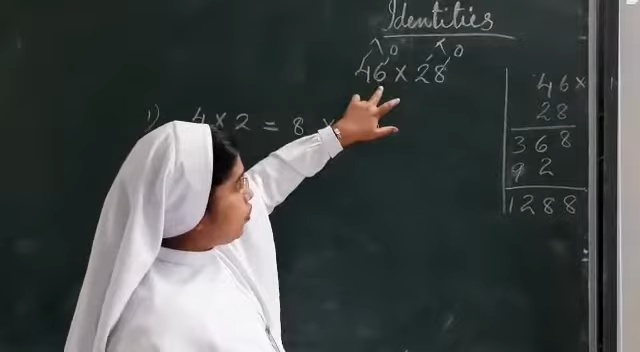 Identities
46 × 28
1) 4 × 2 = 8 ×
46 ×
28
368
92
1288